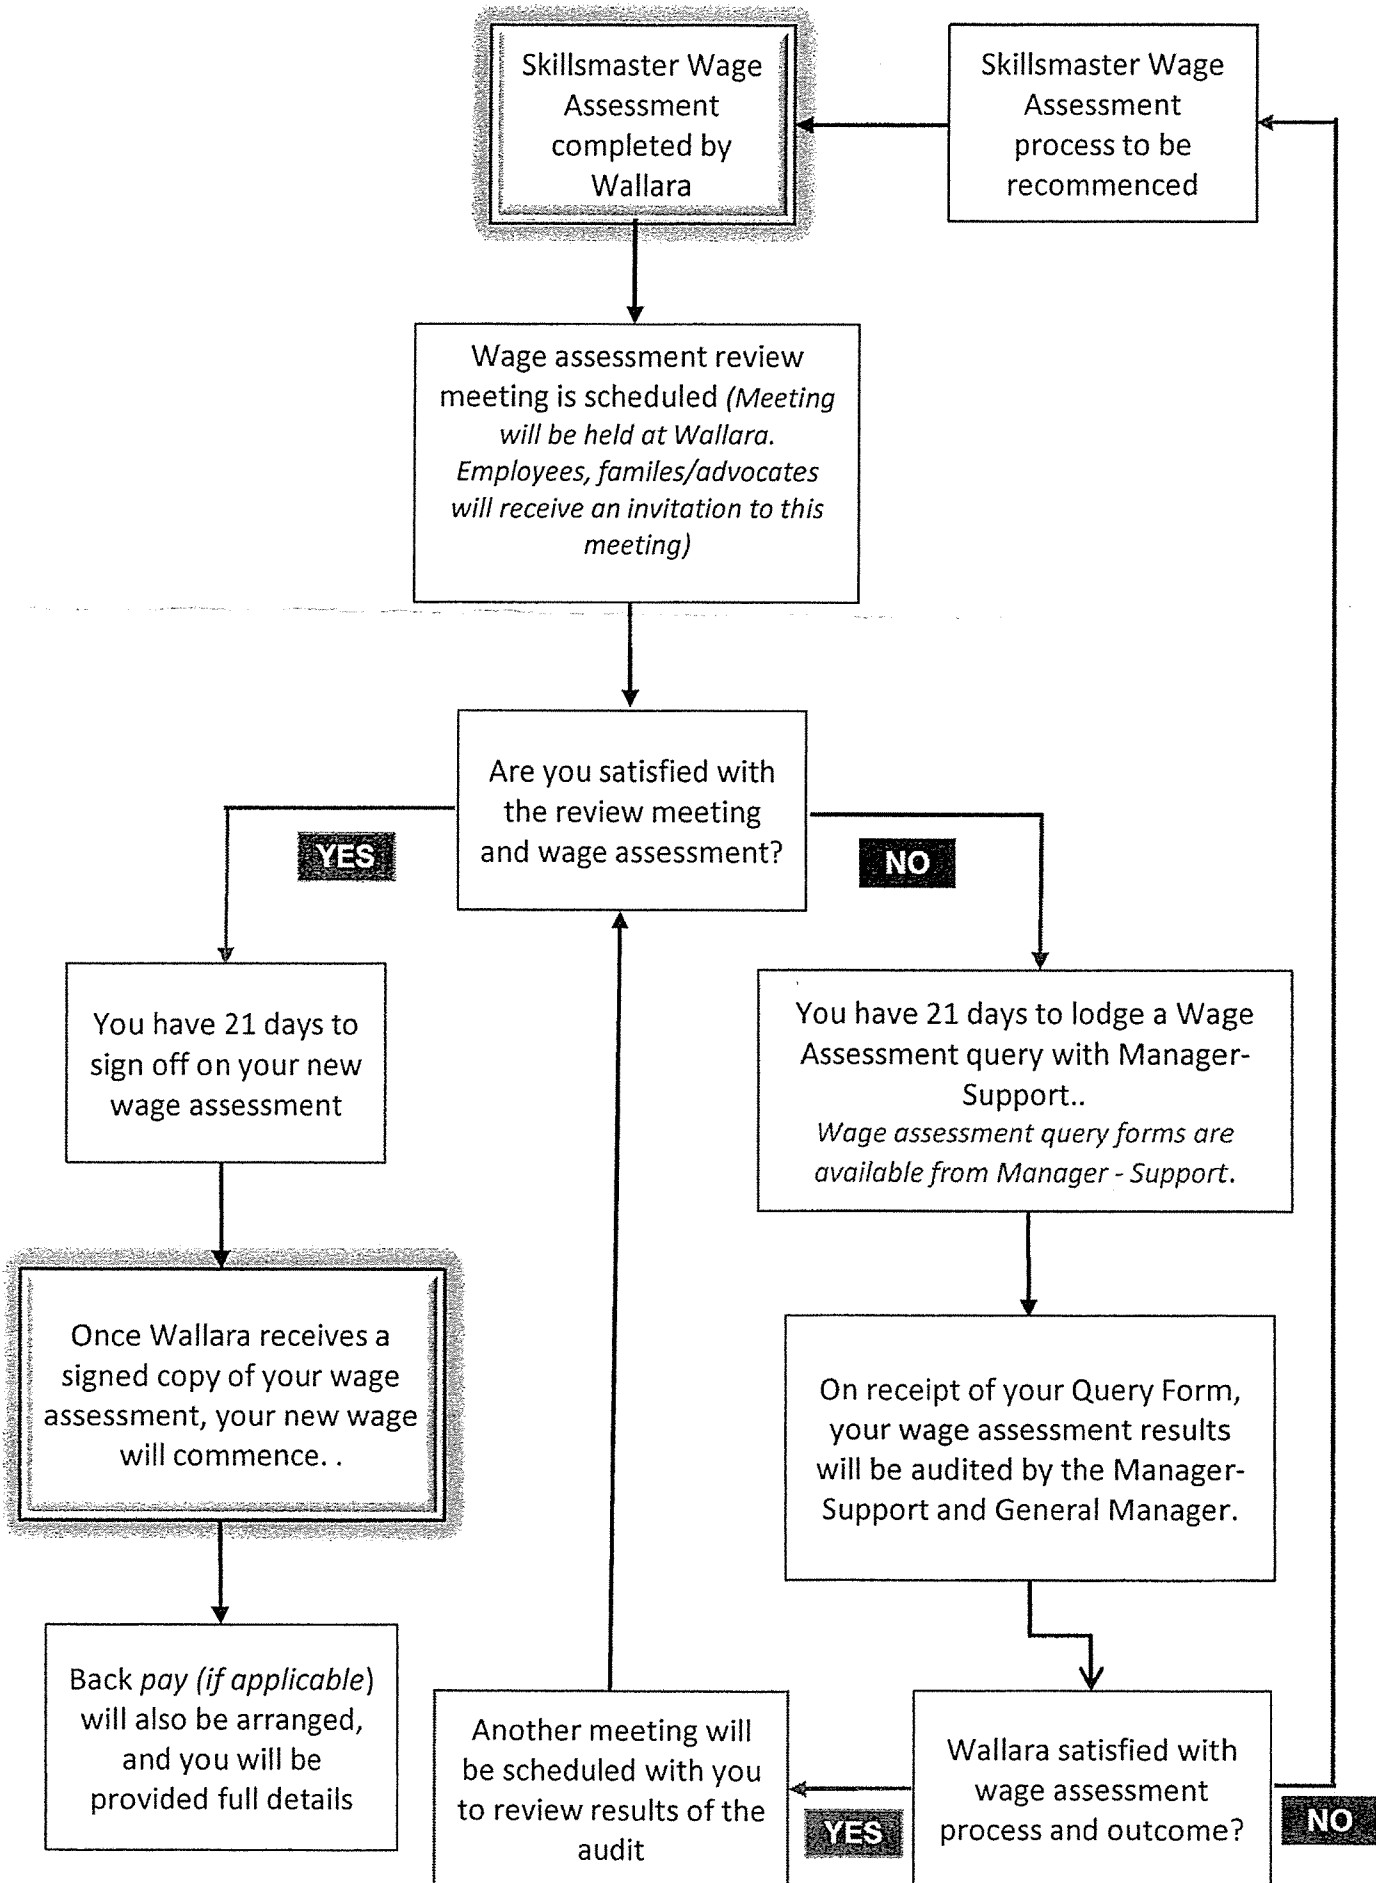 Skillsmaster Wage
Assessment
completed by
Wallara
Skillsmaster Wage
Assessment
process to be
recommenced
Wage assessment review
meeting is scheduled (Meeting
will be held at Wallara.
Employees, familes/advocates
will receive an invitation to this
meeting)
Are you satisfied with
the review meeting
and wage assessment?
YES
NO
You have 21 days to
sign off on your new
wage assessment
You have 21 days to lodge a Wage
Assessment query with Manager-
Support..
Wage assessment query forms are
available from Manager - Support.
Once Wallara receives a
signed copy of your wage
assessment, your new wage
will commence. .
On receipt of your Query Form,
your wage assessment results
will be audited by the Manager-
Support and General Manager.
Back pay (if applicable)
will also be arranged,
and you will be
provided full details
Another meeting will
be scheduled with you
to review results of the
audit
YES
Wallara satisfied with
wage assessment
process and outcome?
NO